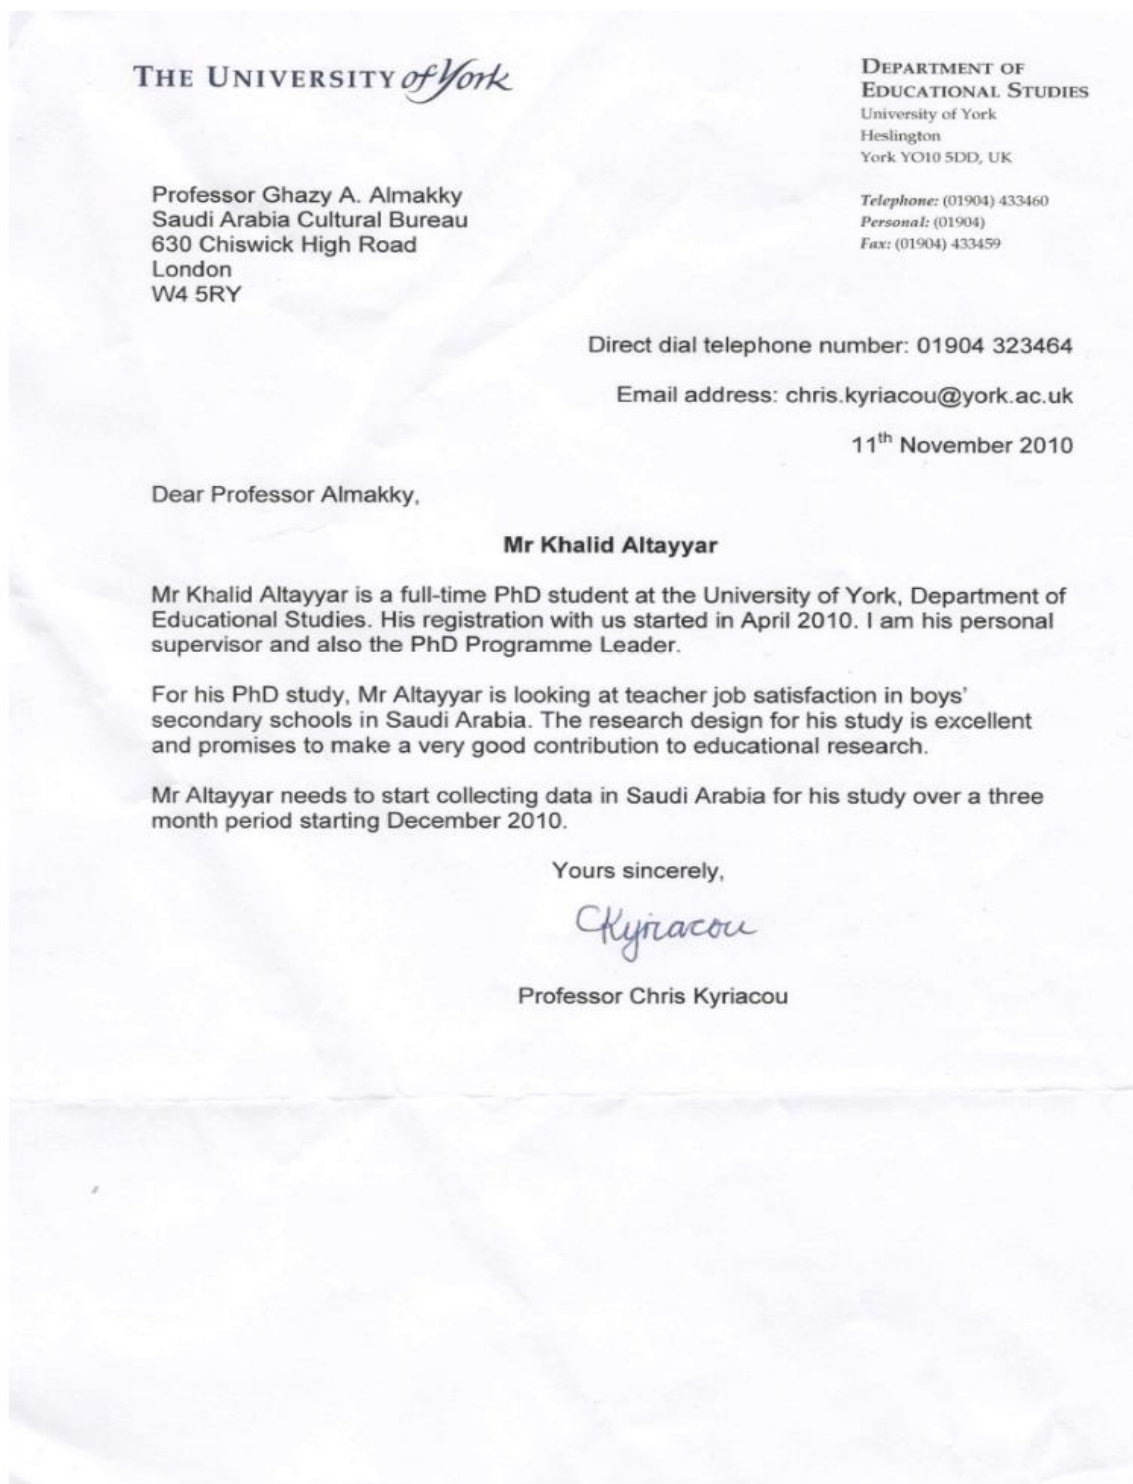 THE UNIVERSITY of York
DEPARTMENT OF
EDUCATIONAL STUDIES
University of York
Heslington
York YO10 5DD, UK
Telephone: (01904) 433460
Personal: (01904)
Fax: (01904) 433459
Professor Ghazy A. Almakky
Saudi Arabia Cultural Bureau
630 Chiswick High Road
London
W4 5RY
Direct dial telephone number: 01904 323464
Email address: chris.kyriacou@york.ac.uk
11th November 2010
Dear Professor Almakky,
Mr Khalid Altayyar
Mr Khalid Altayyar is a full-time PhD student at the University of York, Department of
Educational Studies. His registration with us started in April 2010. I am his personal
supervisor and also the PhD Programme Leader.
For his PhD study, Mr Altayyar is looking at teacher job satisfaction in boys'
secondary schools in Saudi Arabia. The research design for his study is excellent
and promises to make a very good contribution to educational research.
Mr Altayyar needs to start collecting data in Saudi Arabia for his study over a three
month period starting December 2010.
Yours sincerely,
CKyriacou
Professor Chris Kyriacou